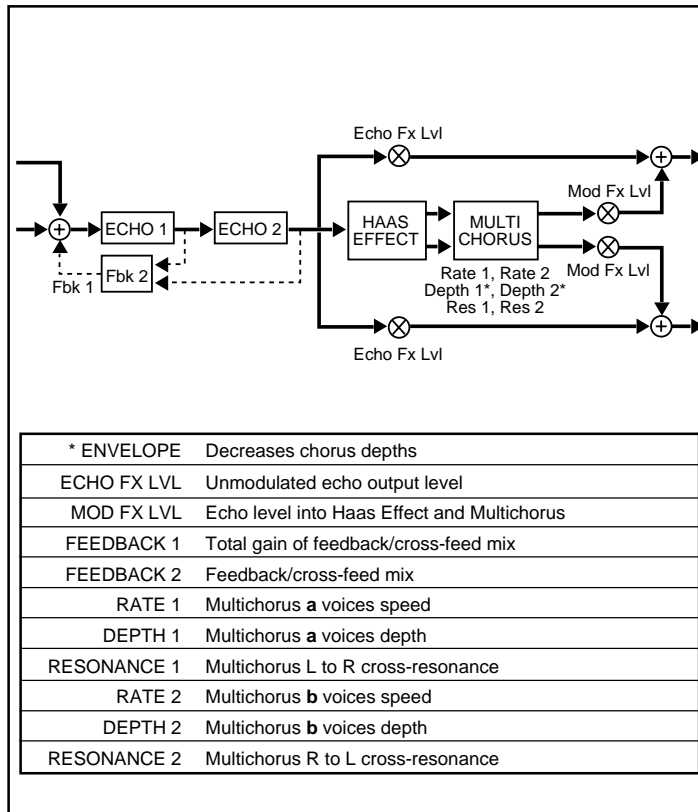 Echo Fx Lvl
Mod Fx Lvl
ECHO 1
ECHO 2
HAAS
EFFECT
MULTI
CHORUS
Fbk 1
Fbk 2
Mod Fx Lvl
Rate 1, Rate 2
Depth 1*, Depth 2*
Res 1, Res 2
Echo Fx Lvl
* ENVELOPE Decreases chorus depths
ECHO FX LVL Unmodulated echo output level
MOD FX LVL Echo level into Haas Effect and Multichorus
FEEDBACK 1 Total gain of feedback/cross-feed mix
FEEDBACK 2 Feedback/cross-feed mix
RATE 1 Multichorus a voices speed
DEPTH 1 Multichorus a voices depth
RESONANCE 1 Multichorus L to R cross-resonance
RATE 2 Multichorus b voices speed
DEPTH 2 Multichorus b voices depth
RESONANCE 2 Multichorus R to L cross-resonance